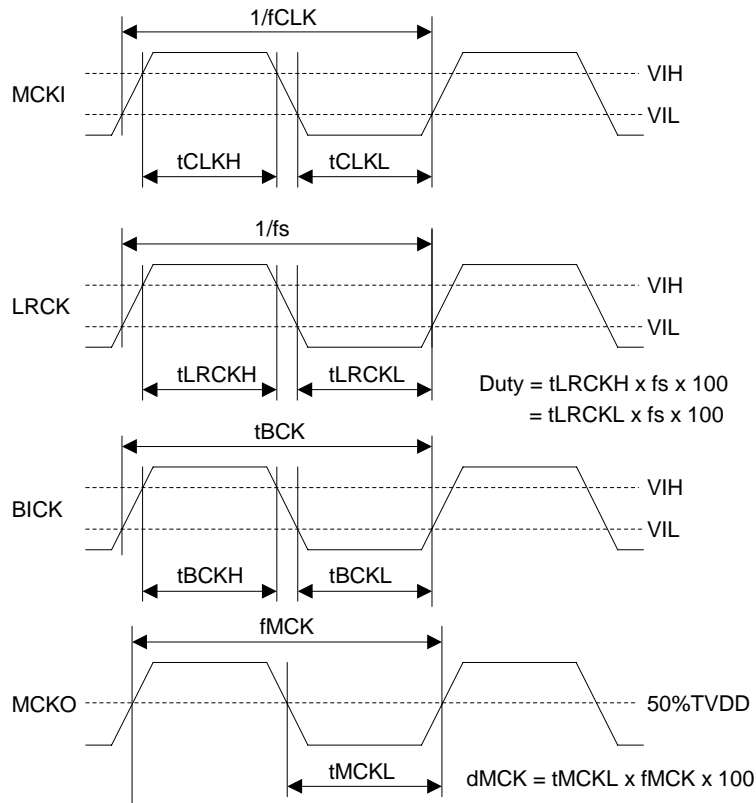 1/fCLK
MCKI
VIH
VIL
tCLKH
tCLKL
1/fs
LRCK
VIH
VIL
tLRCKH
tLRCKL
Duty = tLRCKH x fs x 100
= tLRCKL x fs x 100
tBCK
BICK
VIH
VIL
tBCKH
tBCKL
fMCK
MCKO
50%TVDD
tMCKL
dMCK = tMCKL x fMCK x 100